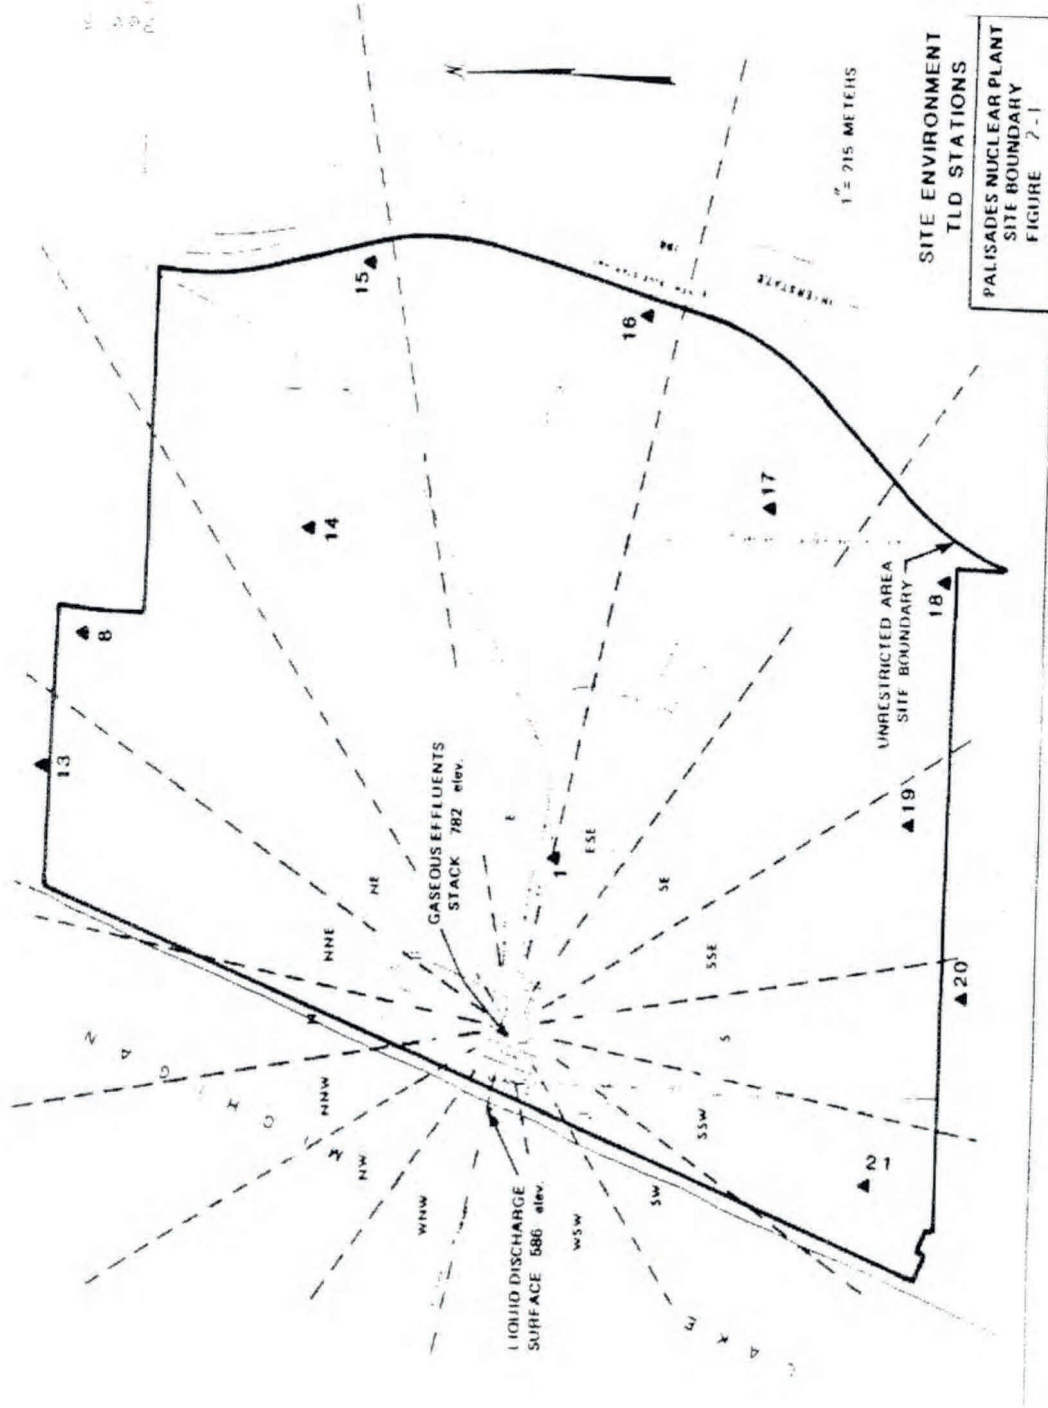 N
13
8
14
15
16
17
18
19
20
21
1
GASEOUS EFFLUENTS
STACK 782 elev.
LIQUID DISCHARGE
SURFACE 586 elev.
UNRESTRICTED AREA
SITE BOUNDARY
NNE
NE
E
ESE
SE
SSE
S
SSW
SW
WSW
WNW
NW
NNW
N
LAKE
MICHIGAN
INTERSTATE
1" = 215 METERS
SITE ENVIRONMENT
TLD STATIONS
PALISADES NUCLEAR PLANT
SITE BOUNDARY
FIGURE 2-1